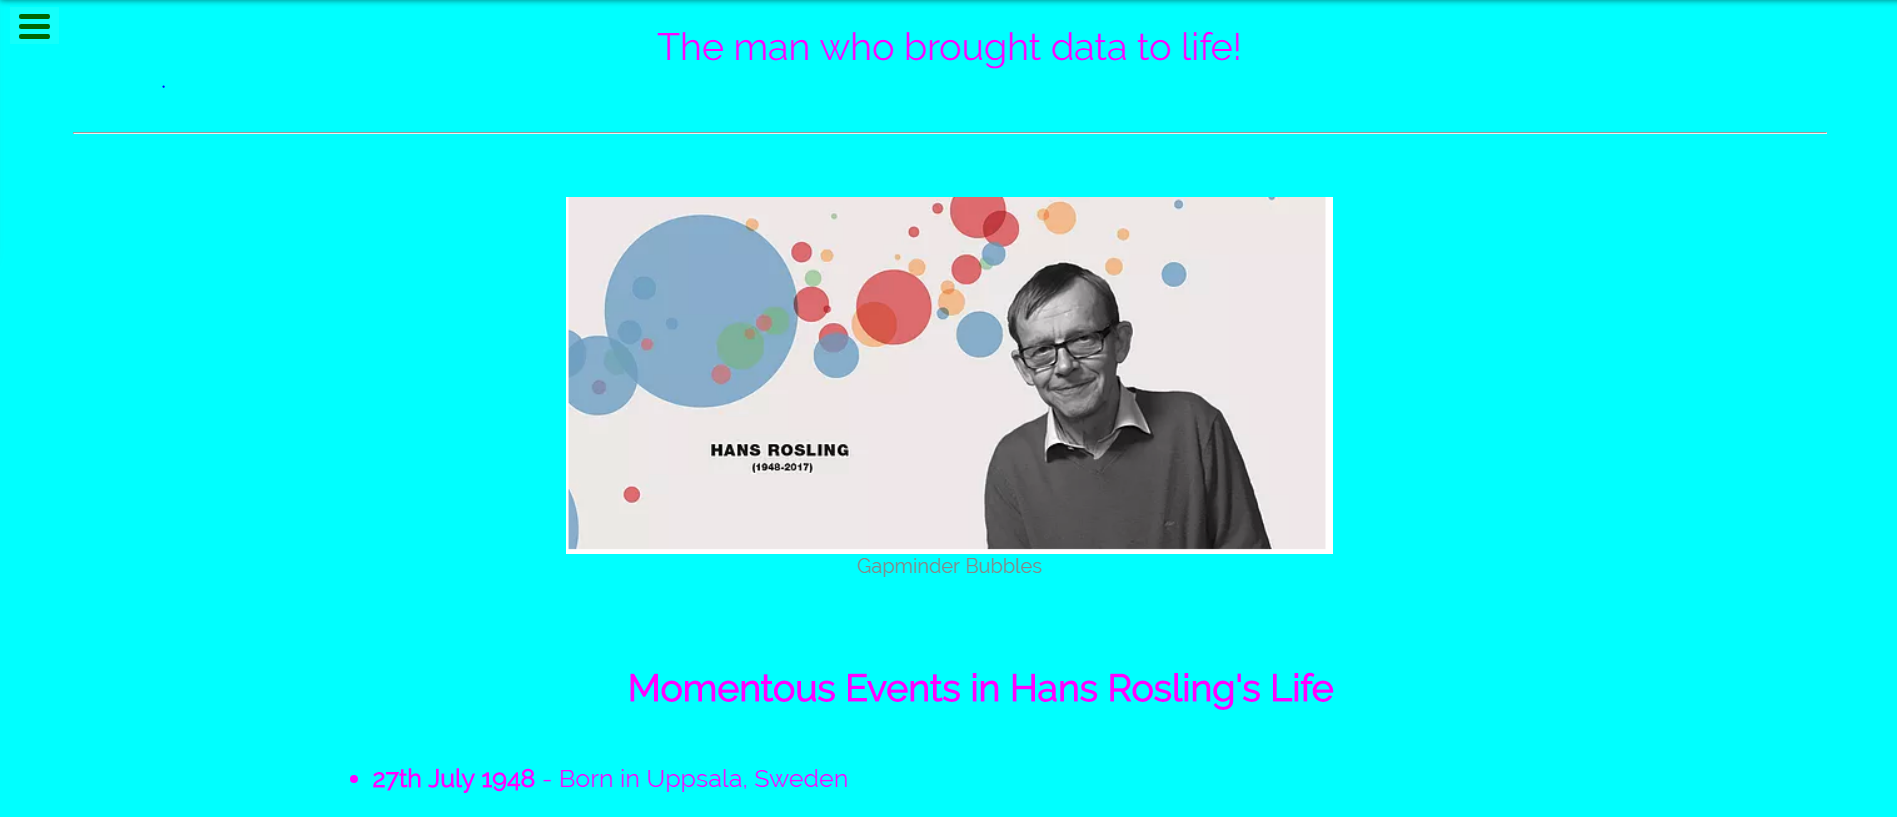 The man who brought data to life!
.
HANS ROSLING
(1948-2017)
Gapminder Bubbles
Momentous Events in Hans Rosling's Life
• 27th July 1948 - Born in Uppsala, Sweden